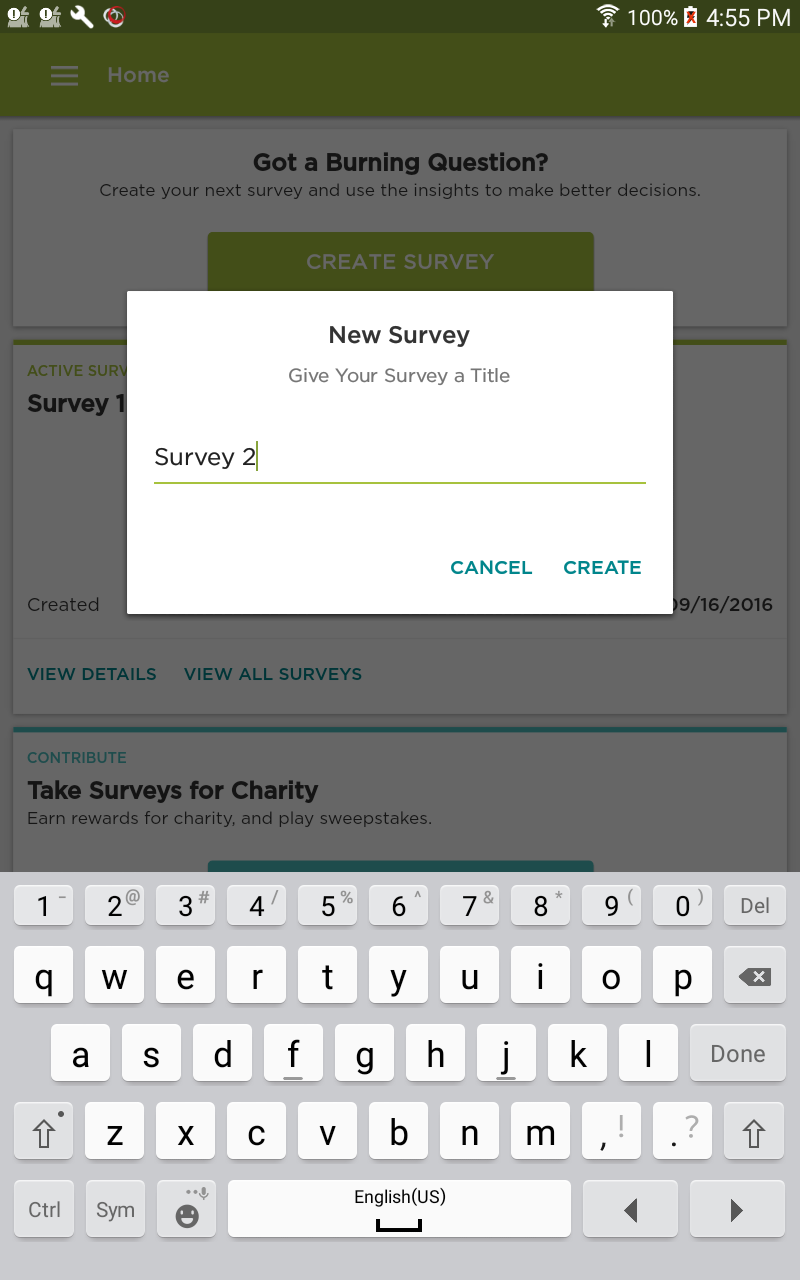 100% 4:55 PM
Home
Got a Burning Question?
Create your next survey and use the insights to make better decisions.
CREATE SURVEY
New Survey
Give Your Survey a Title
ACTIVE SURV
Survey 1
Survey 2
CANCEL CREATE
Created 09/16/2016
VIEW DETAILS VIEW ALL SURVEYS
CONTRIBUTE
Take Surveys for Charity
Earn rewards for charity, and play sweepstakes.
1 - 2 @ 3 # 4 / 5 % 6 ^ 7 & 8 * 9 ( 0 ) Del
q w e r t y u i o p
a s d f g h j k l Done
z x c v b n m , ! . ?
Ctrl Sym English(US)